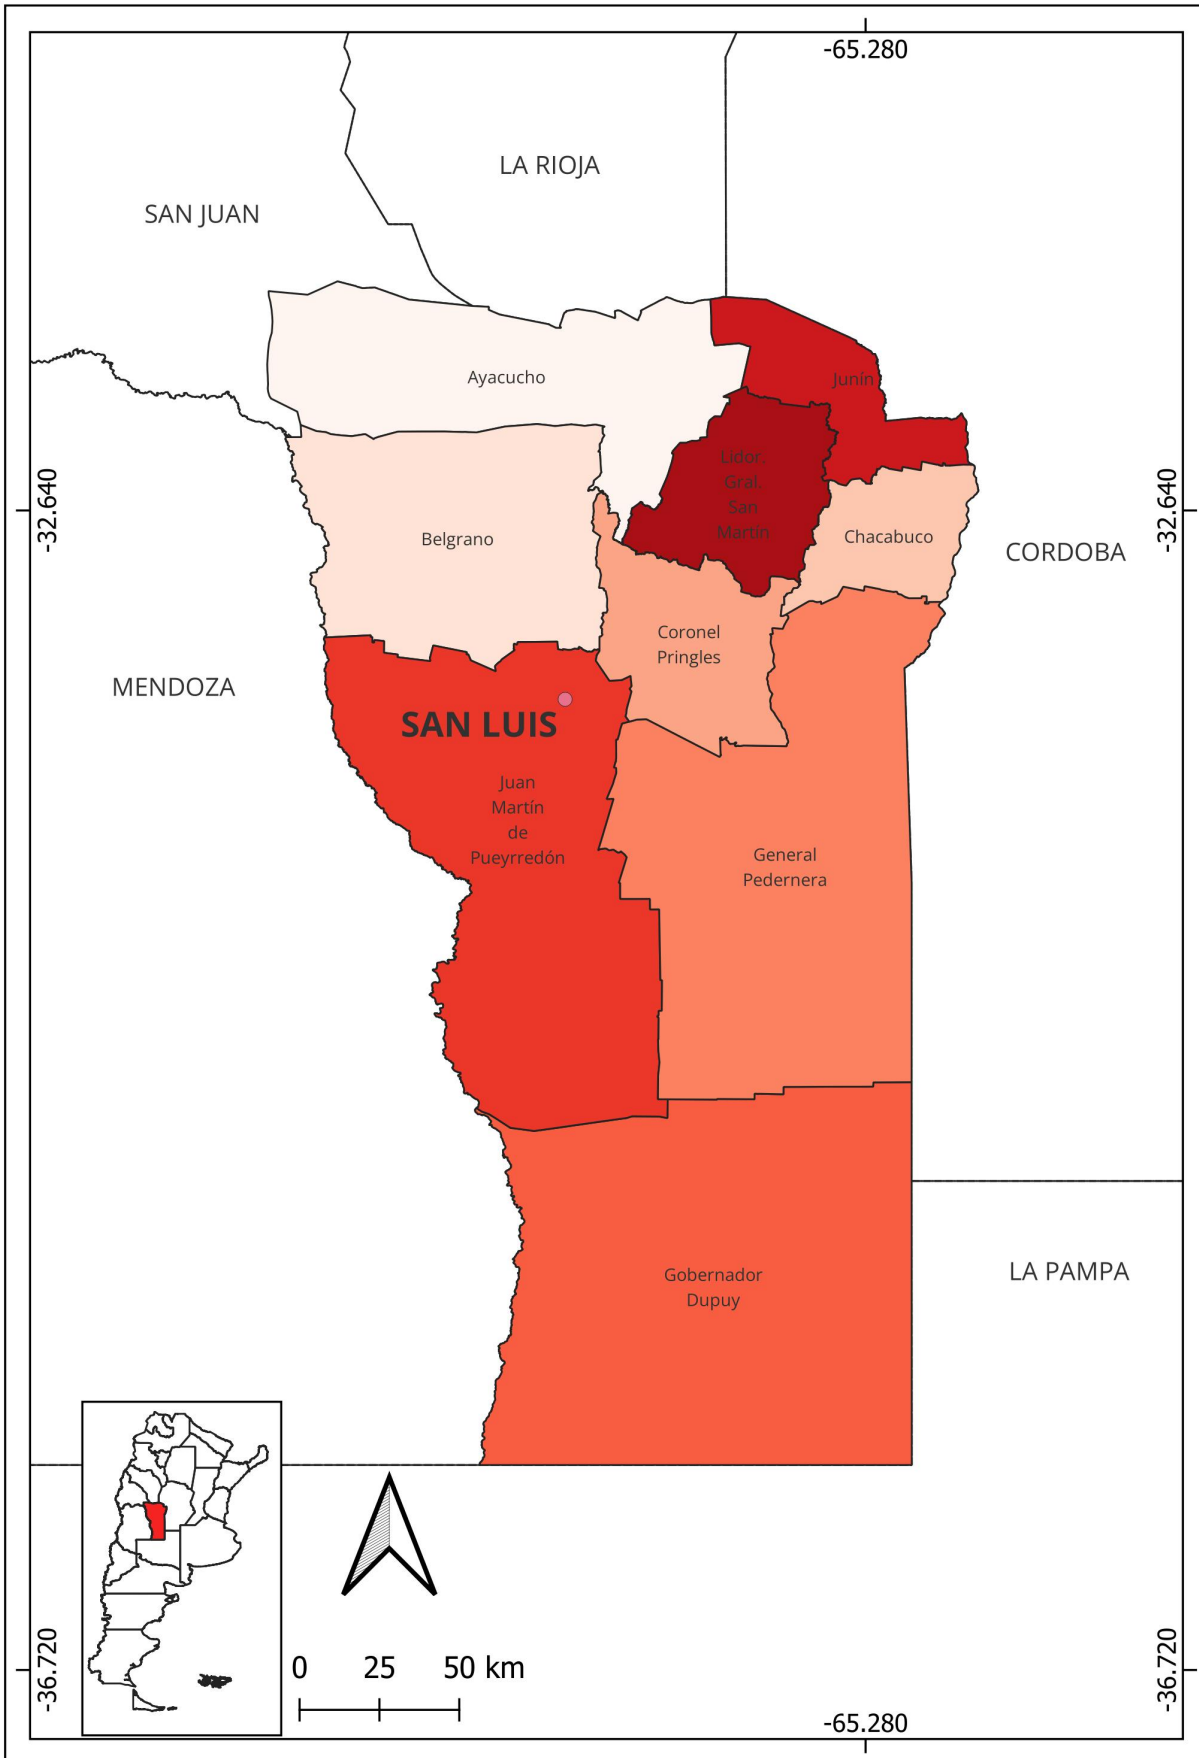 -65.280
LA RIOJA
SAN JUAN
Ayacucho
Junín
Lidor.
Gral.
San
Martín
-32.640
-32.640
Belgrano
Chacabuco
CORDOBA
Coronel
Pringles
MENDOZA
SAN LUIS
Juan
Martín
de
Pueyrredón
General
Pedernera
Gobernador
Dupuy
LA PAMPA
-36.720
-36.720
0 25 50 km
-65.280